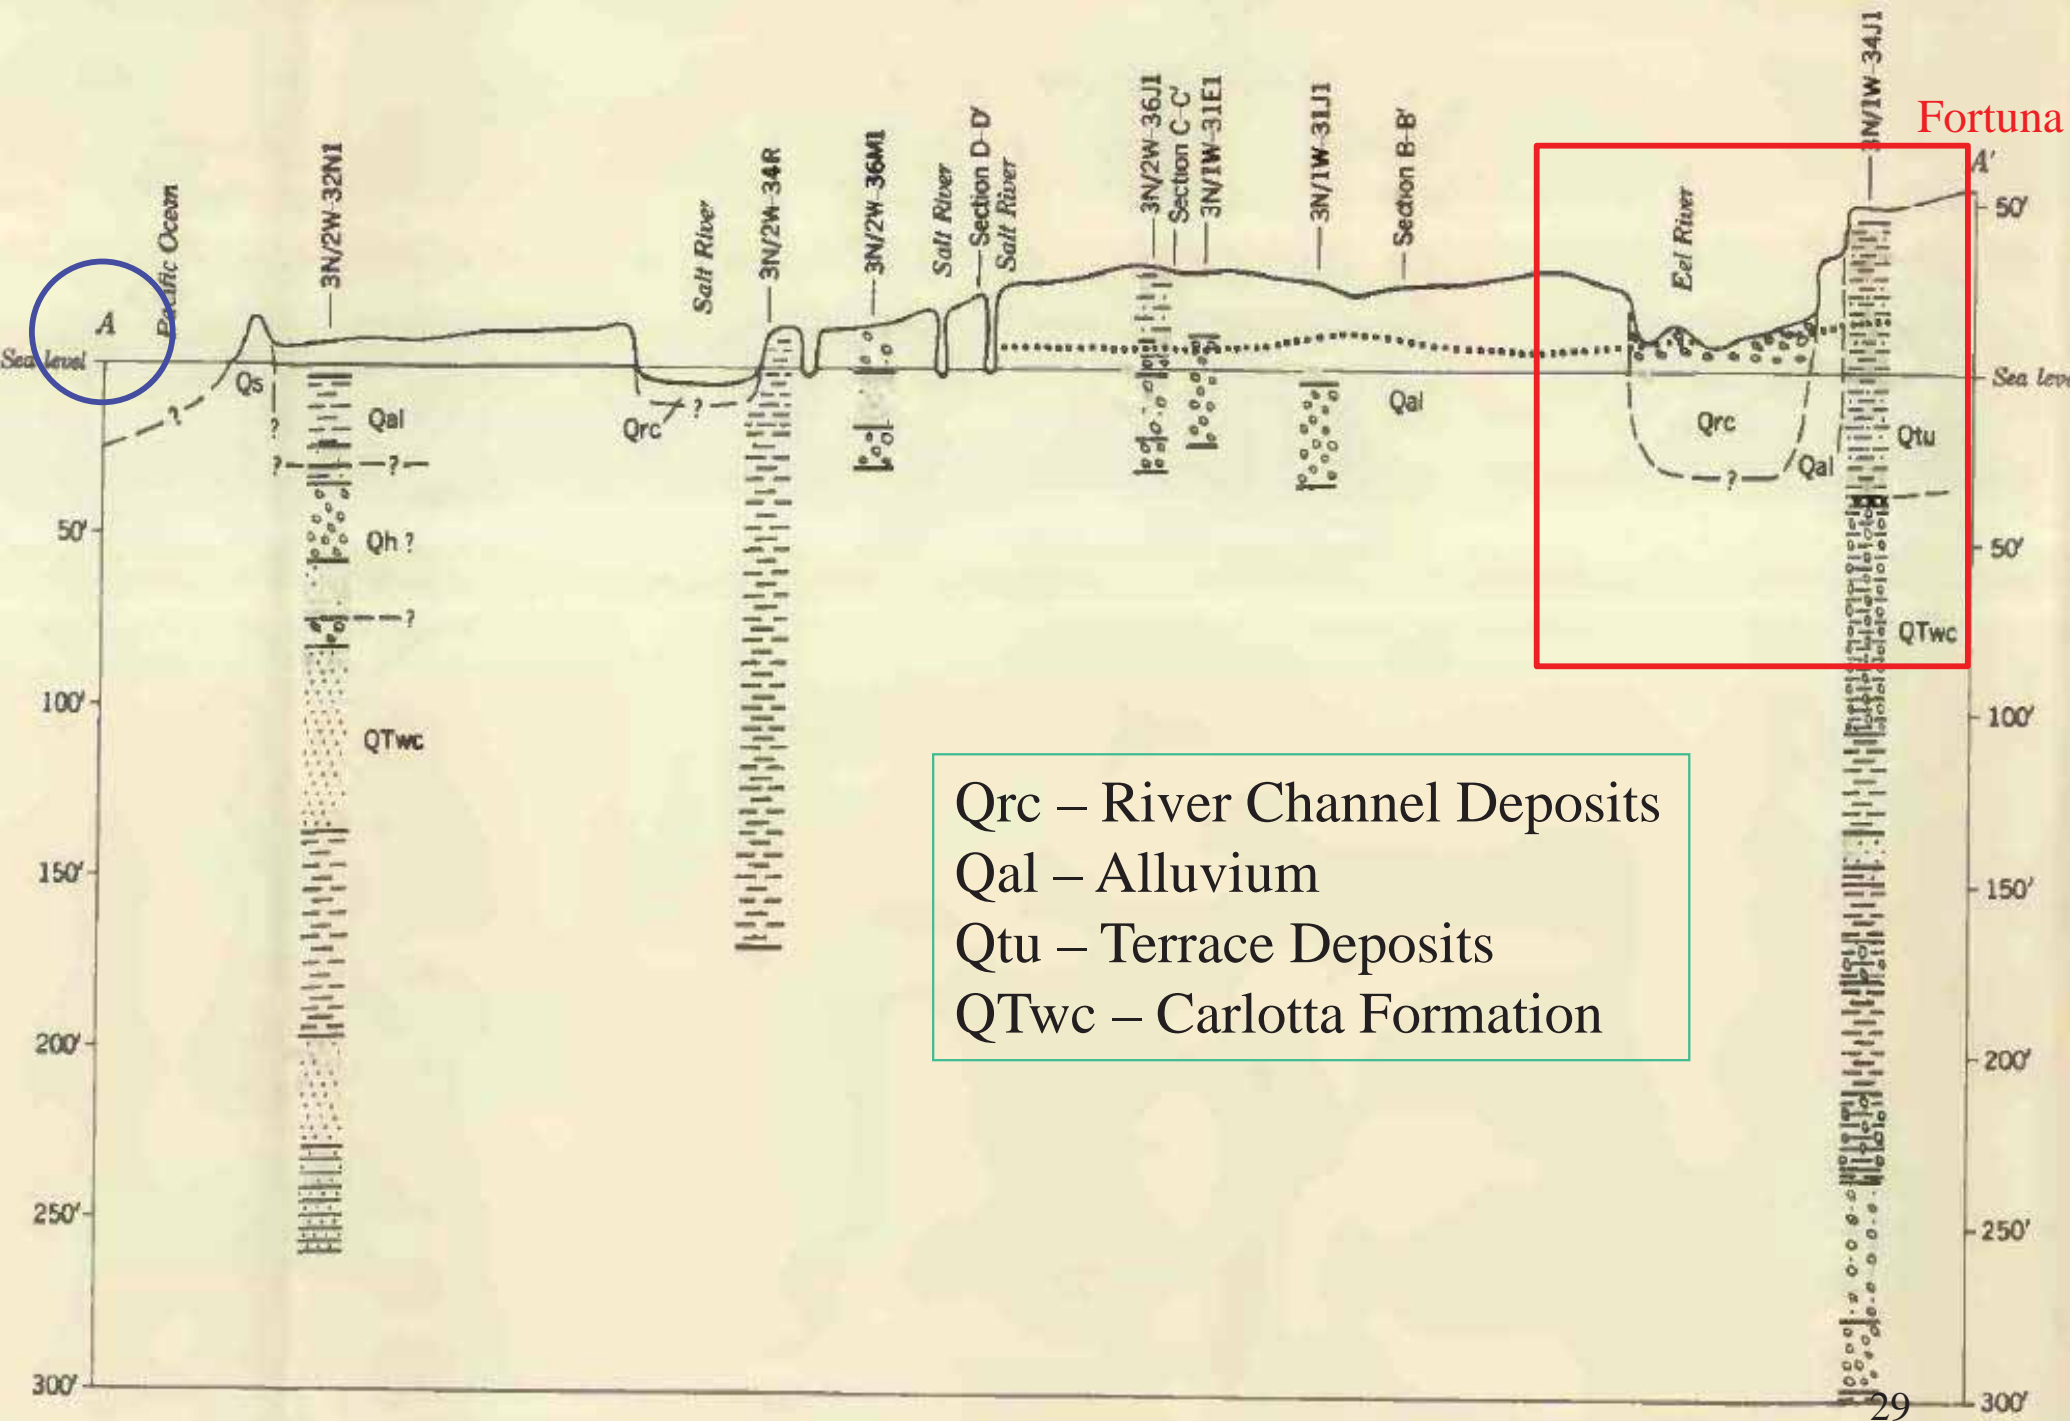 Fortuna
A
A'
Pacific Ocean
3N/2W-32N1
Salt River
3N/2W-34R
3N/2W-36M1
Salt River
Section D-D'
Salt River
3N/2W-36J1
Section C-C'
3N/1W-31E1
3N/1W-31J1
Section B-B'
Eel River
3N/1W-34J1
50'
Sea level
Sea leve
Qs
?
?
Qal
?
?
Qrc
?
Qal
Qrc
?
Qal
Qtu
50'
50'
Qh ?
?
QTwc
100'
100'
QTwc
150'
150'
200'
200'
250'
250'
300'
300'
Qrc – River Channel Deposits
Qal – Alluvium
Qtu – Terrace Deposits
QTwc – Carlotta Formation
29